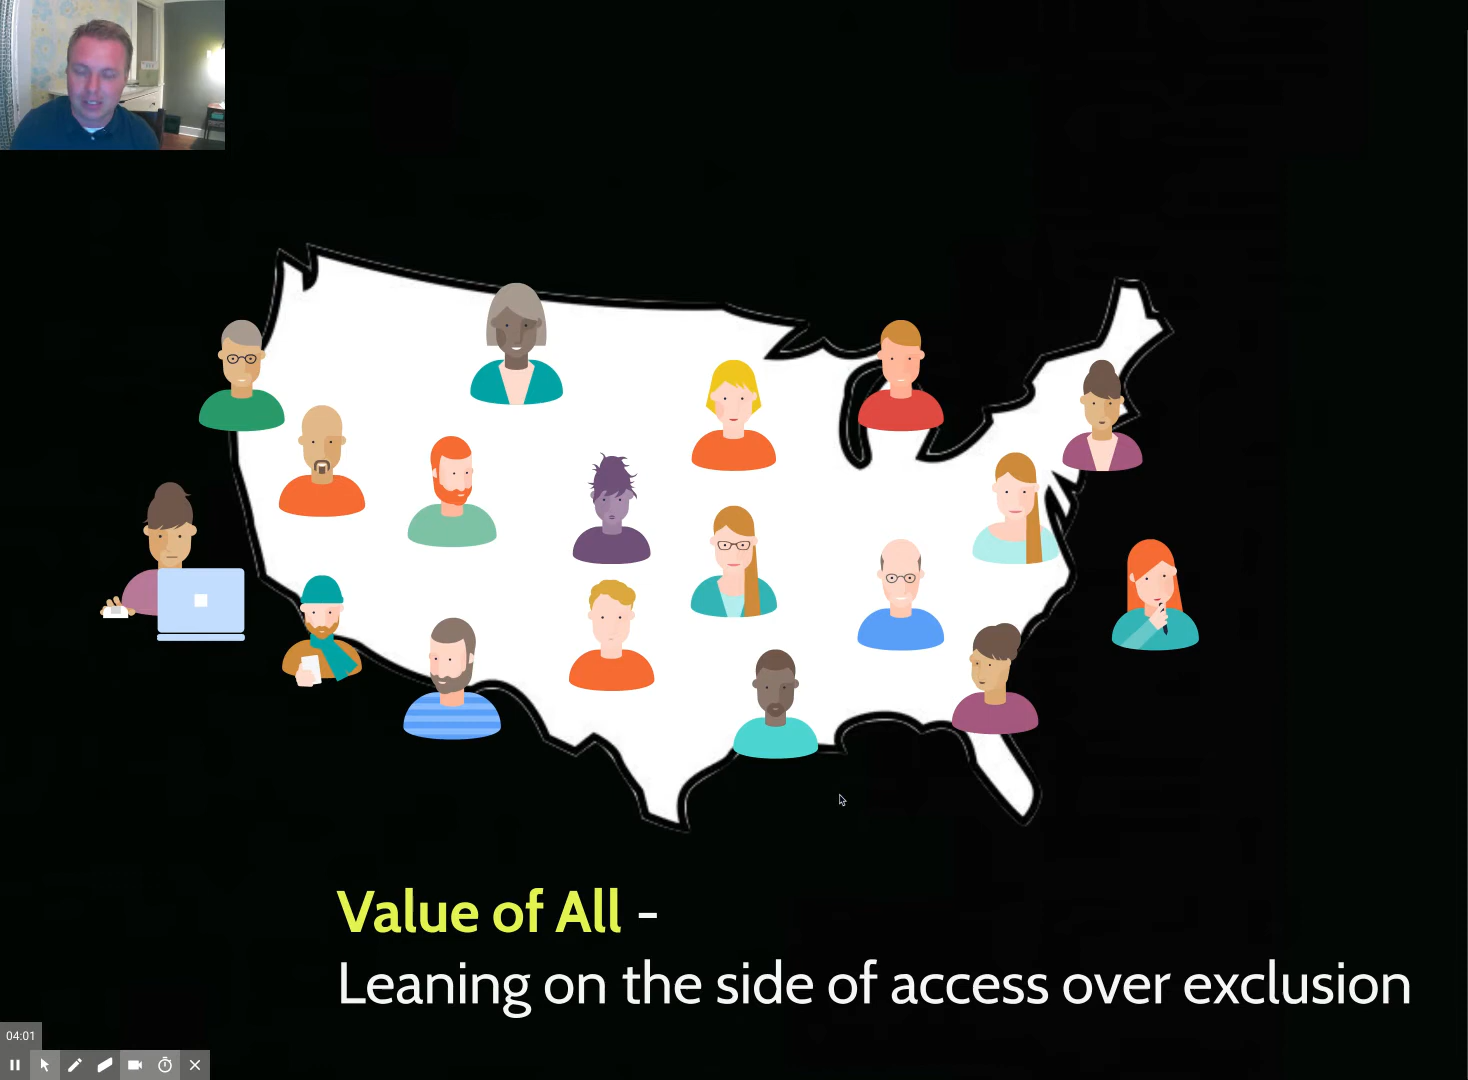 Value of All -
Leaning on the side of access over exclusion
04:01